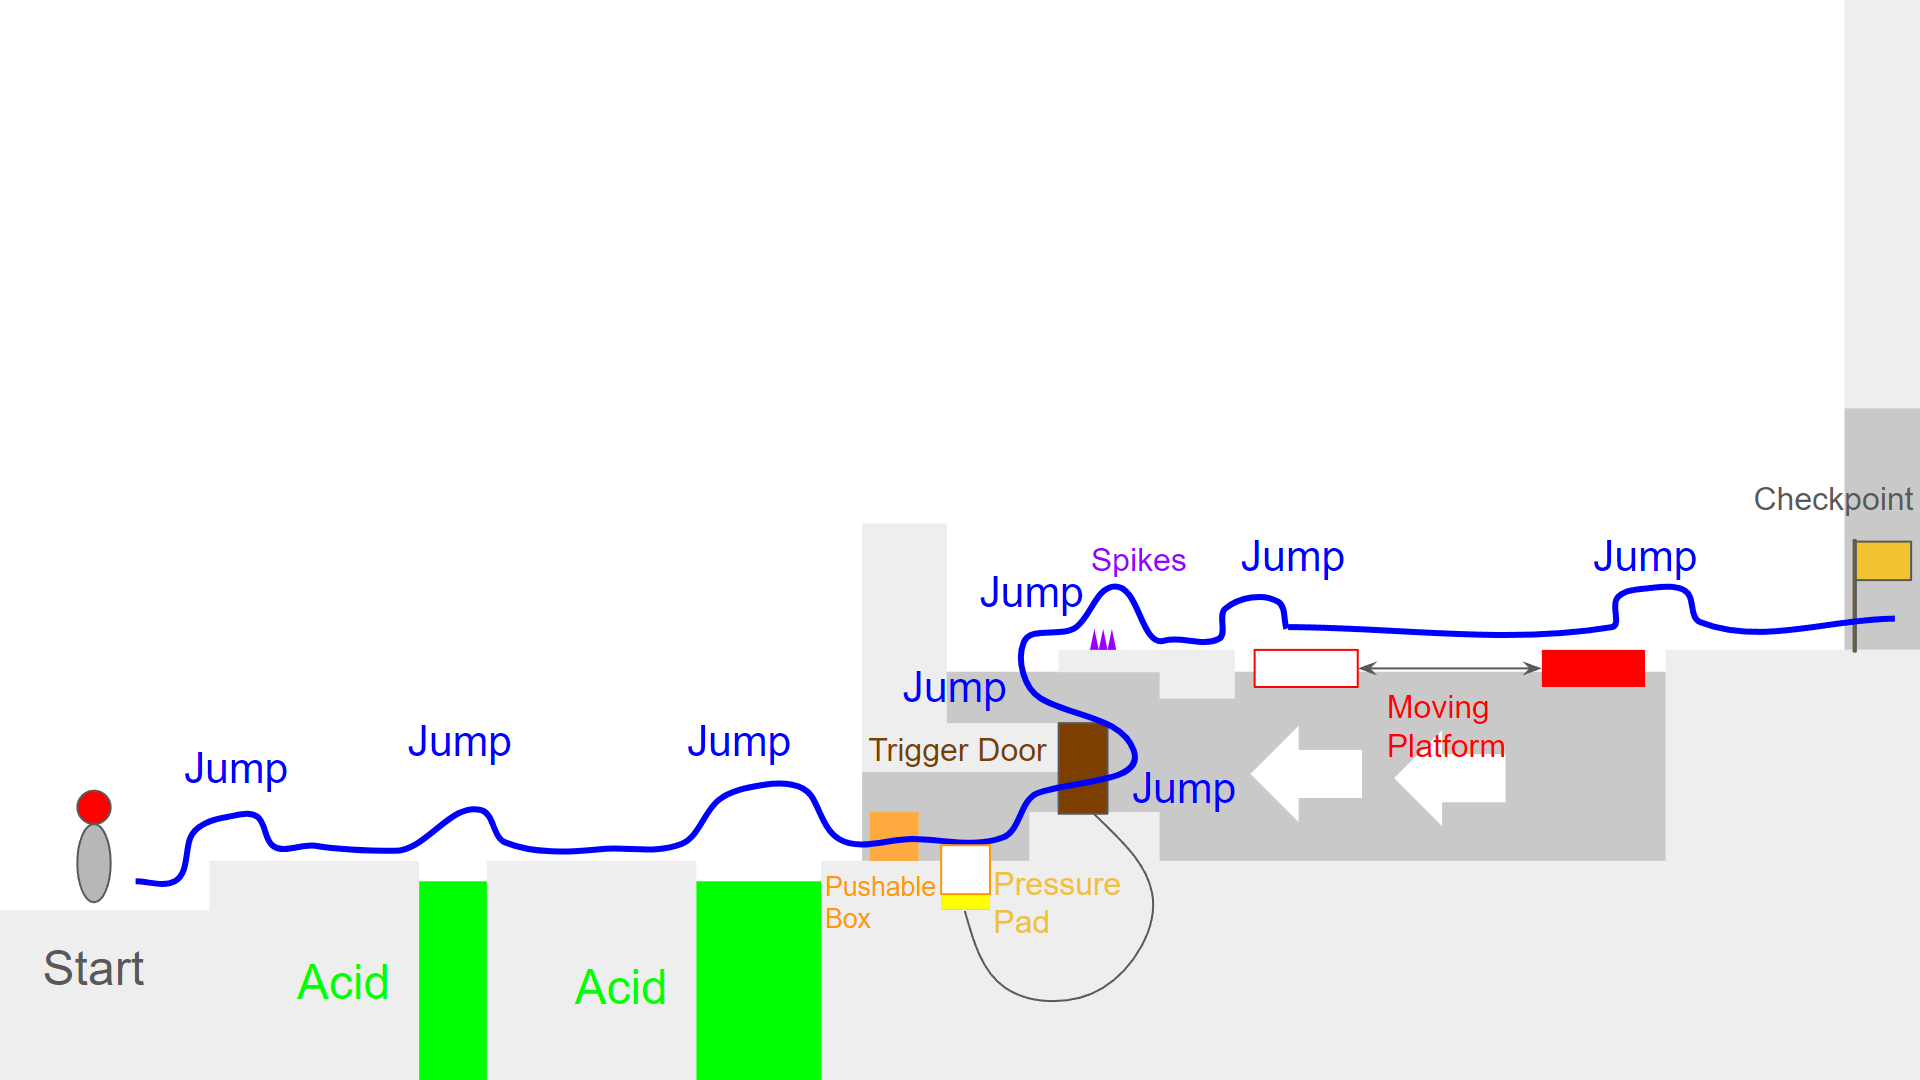 Checkpoint
Jump
Spikes
Jump
Jump
Jump
Moving
Platform
Jump
Jump
Jump
Trigger Door
Jump
Jump
Pushable
Box
Pressure
Pad
Start
Acid
Acid